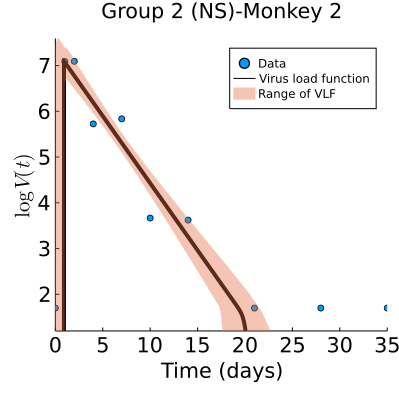 Group 2 (NS)-Monkey 2
Data
Virus load function
Range of VLF
log V(t)
7
6
5
4
3
2
0 5 10 15 20 25 30 35
Time (days)